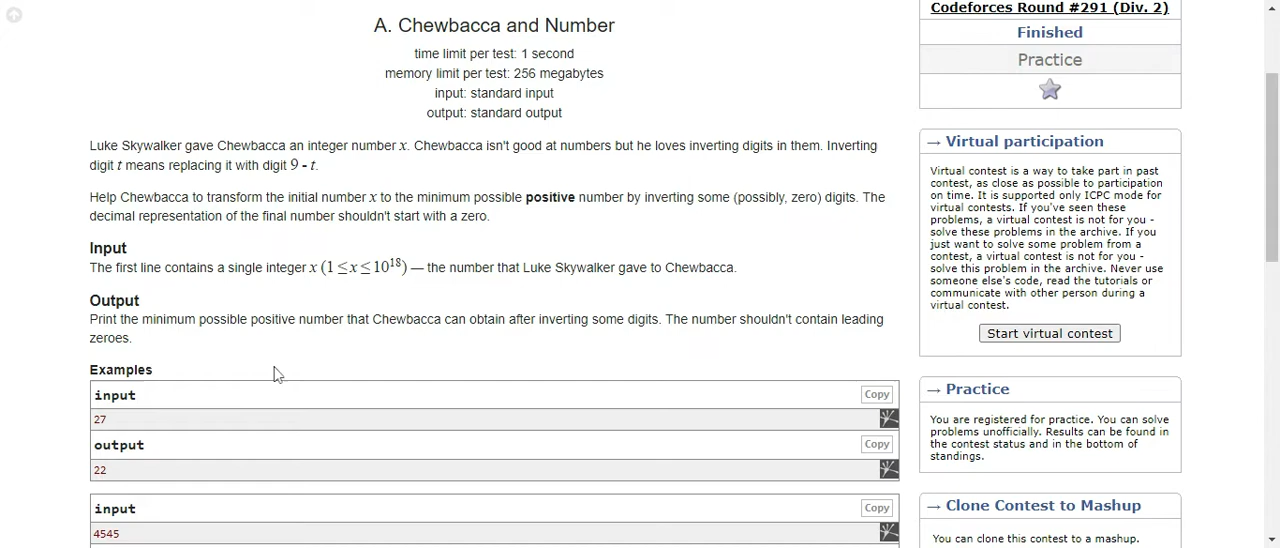 A. Chewbacca and Number
time limit per test: 1 second
memory limit per test: 256 megabytes
input: standard input
output: standard output
Luke Skywalker gave Chewbacca an integer number x. Chewbacca isn't good at numbers but he loves inverting digits in them. Inverting
digit t means replacing it with digit 9 - t.
Help Chewbacca to transform the initial number x to the minimum possible positive number by inverting some (possibly, zero) digits. The
decimal representation of the final number shouldn't start with a zero.
Input
The first line contains a single integer x (1 ≤ x ≤ 10^18) — the number that Luke Skywalker gave to Chewbacca.
Output
Print the minimum possible positive number that Chewbacca can obtain after inverting some digits. The number shouldn't contain leading
zeroes.
Examples
input
Copy
27
output
Copy
22
input
Copy
4545
Codeforces Round #291 (Div. 2)
Finished
Practice
→ Virtual participation
Virtual contest is a way to take part in past
contest, as close as possible to participation
on time. It is supported only ICPC mode for
virtual contests. If you've seen these
problems, a virtual contest is not for you -
solve these problems in the archive. If you
just want to solve some problem from a
contest, a virtual contest is not for you -
solve this problem in the archive. Never use
someone else's code, read the tutorials or
communicate with other person during a
virtual contest.
Start virtual contest
→ Practice
You are registered for practice. You can solve
problems unofficially. Results can be found in
the contest status and in the bottom of
standings.
→ Clone Contest to Mashup
You can clone this contest to a mashup.